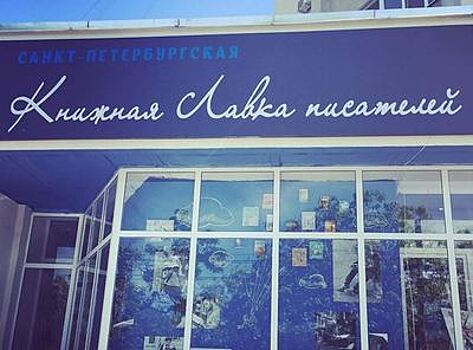 САНКТ-ПЕТЕРБУРГСКАЯ
Книжная Лавка писателей